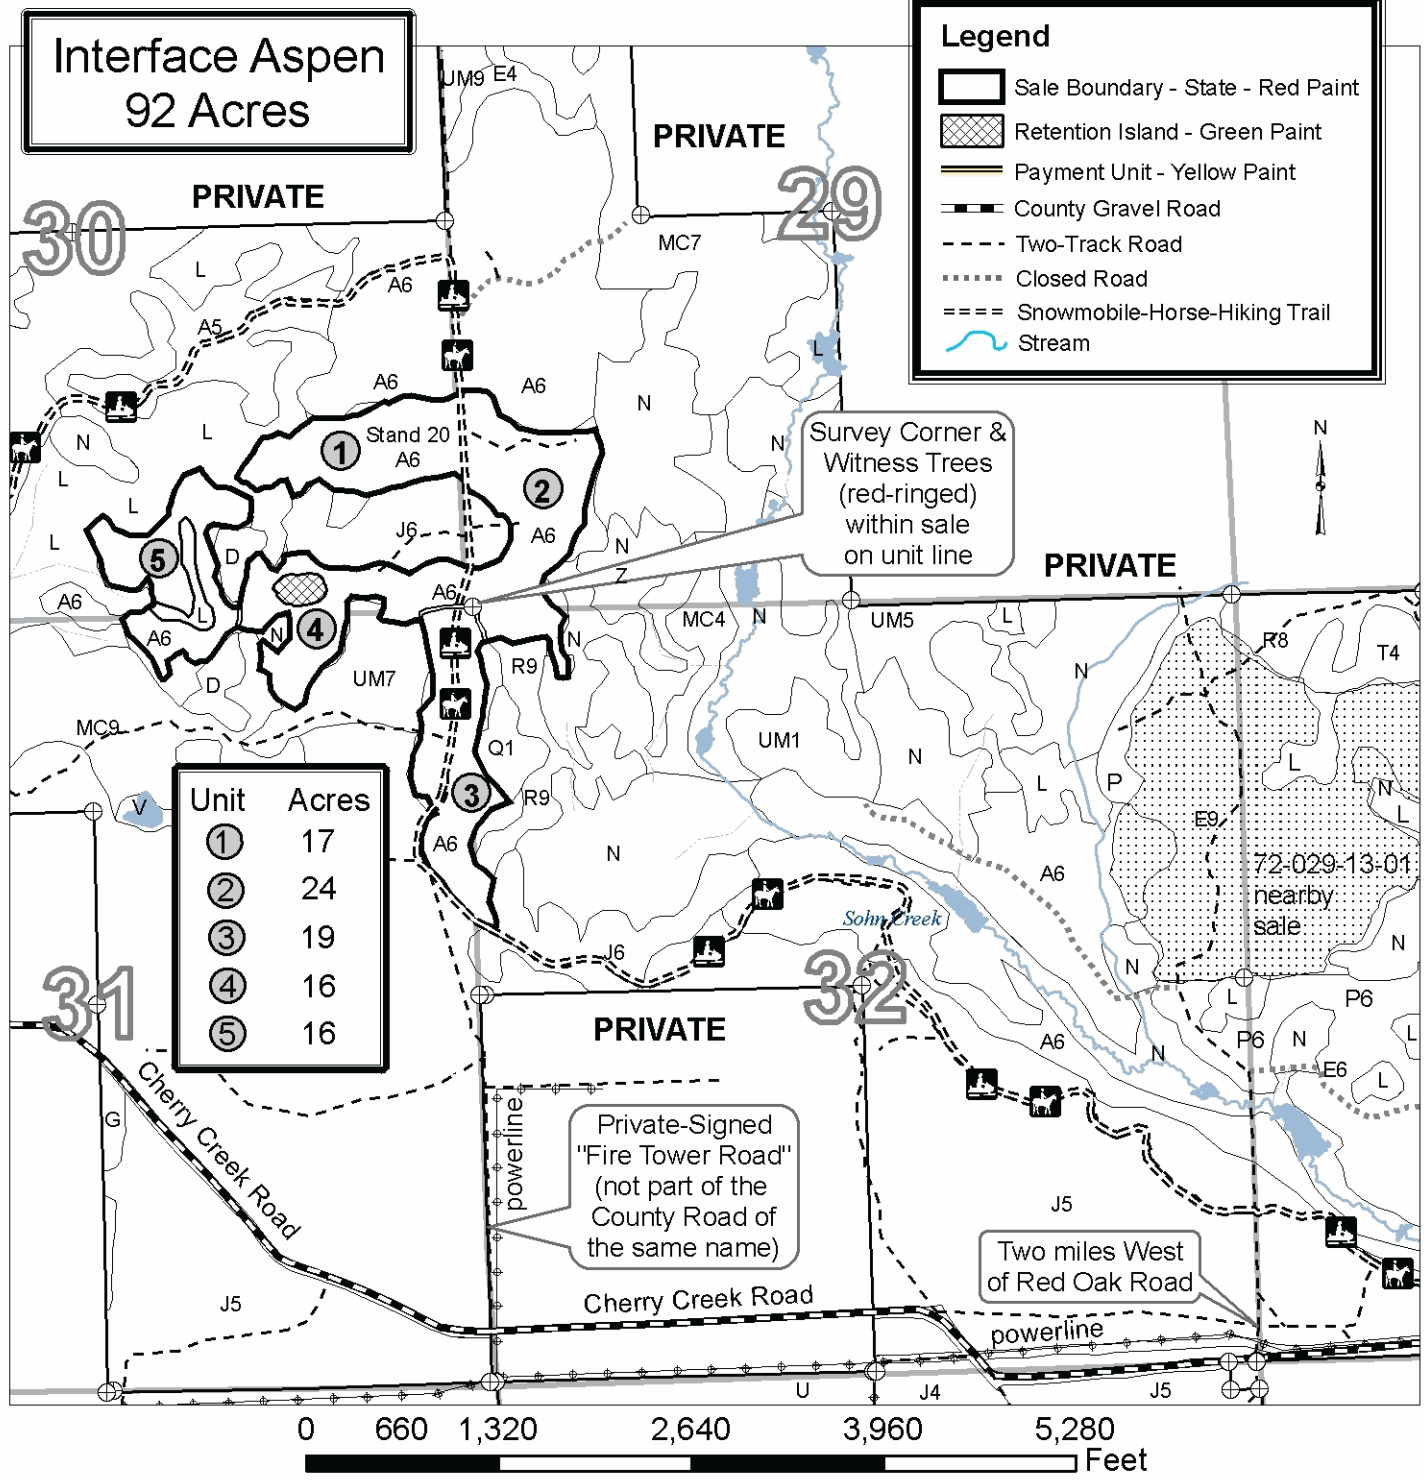 Interface Aspen
92 Acres
Legend
Sale Boundary - State - Red Paint
Retention Island - Green Paint
Payment Unit - Yellow Paint
County Gravel Road
Two-Track Road
Closed Road
Snowmobile-Horse-Hiking Trail
Stream
UM9 E4
PRIVATE
PRIVATE
29
30
MC7
L
A6
A5
L
A6
A6
N
N
L
Stand 20
1
A6
2
N
Survey Corner &
Witness Trees
(red-ringed)
within sale
on unit line
N
L
L
J6
A6
L
D
5
N
Z
PRIVATE
A6
A6
L
N
4
MC4
N
UM5
L
R8
T4
A6
N
R9
D
UM7
N
MC9
Q1
UM1
N
L
P
L
N
L
V
3
R9
E9
A6
N
A6
72-029-13-01
nearby
sale
Unit Acres
1 17
2 24
3 19
4 16
5 16
Sohn Creek
J6
N
N
31
32
L
P6
PRIVATE
A6
N
P6
N
L
E6
L
Cherry Creek Road
G
powerline
Private-Signed
"Fire Tower Road"
(not part of the
County Road of
the same name)
J5
Two miles West
of Red Oak Road
J5
Cherry Creek Road
powerline
U
J4
J5
0 660 1,320 2,640 3,960 5,280
Feet